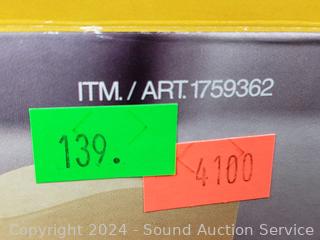 ITM. / ART. 1759362
139.
4100
Copyright 2024 - Sound Auction Service